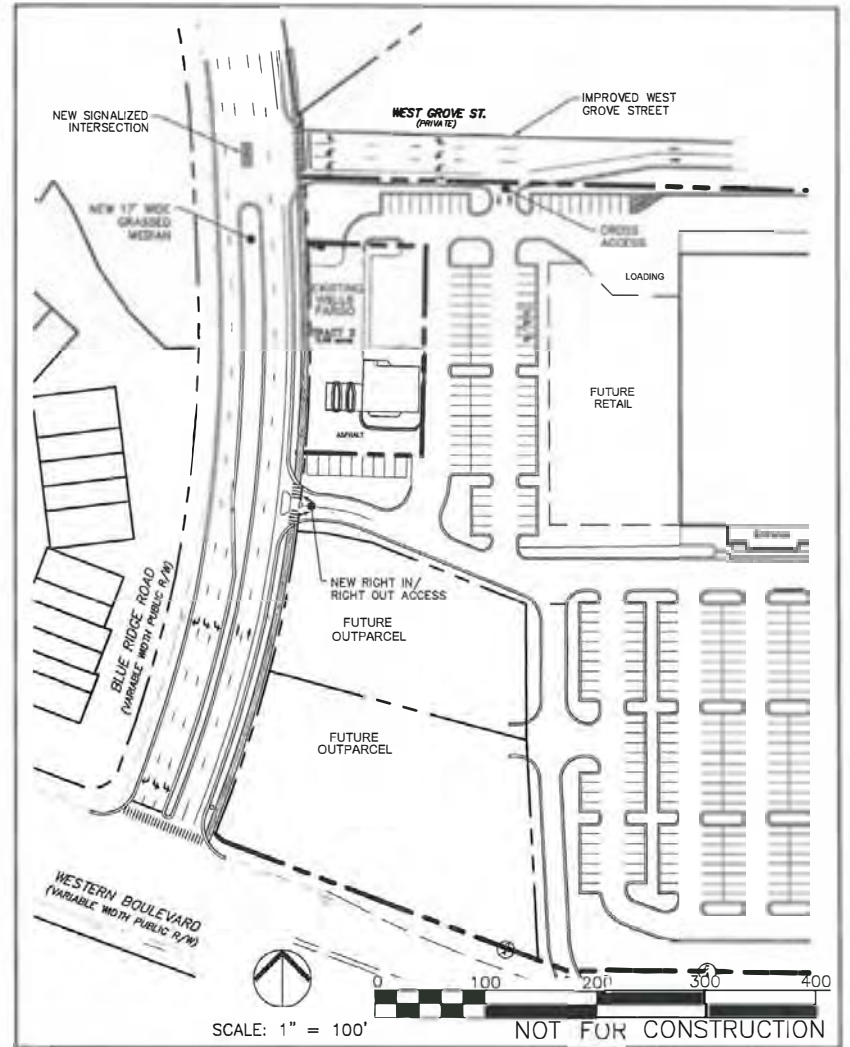 NEW SIGNALIZED
INTERSECTION
WEST GROVE ST.
(PRIVATE)
IMPROVED WEST
GROVE STREET
NEW 17' WIDE
GRASSED
MEDIAN
CROSS
ACCESS
LOADING
EXISTING
WELLS
FARGO
FUTURE
RETAIL
ASPHALT
Entrance
NEW RIGHT IN/
RIGHT OUT ACCESS
BLUE RIDGE ROAD
(VARIABLE WIDTH PUBLIC R/W)
FUTURE
OUTPARCEL
FUTURE
OUTPARCEL
WESTERN BOULEVARD
(VARIABLE WIDTH PUBLIC R/W)
0 100 200 300 400
SCALE: 1" = 100'
NOT FOR CONSTRUCTION